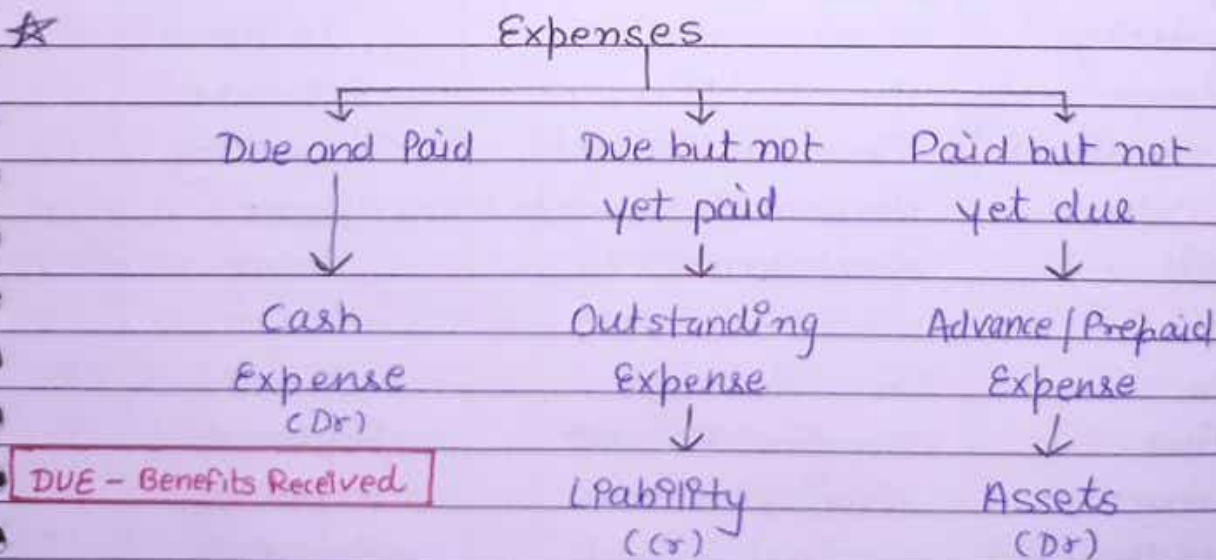 ☆ Expenses
Due and Paid Due but not Paid but not
yet paid yet due
Cash Outstanding Advance/Prepaid
Expense Expense Expense
(Dr)
DUE - Benefits Received Liability Assets
(Cr) (Dr)